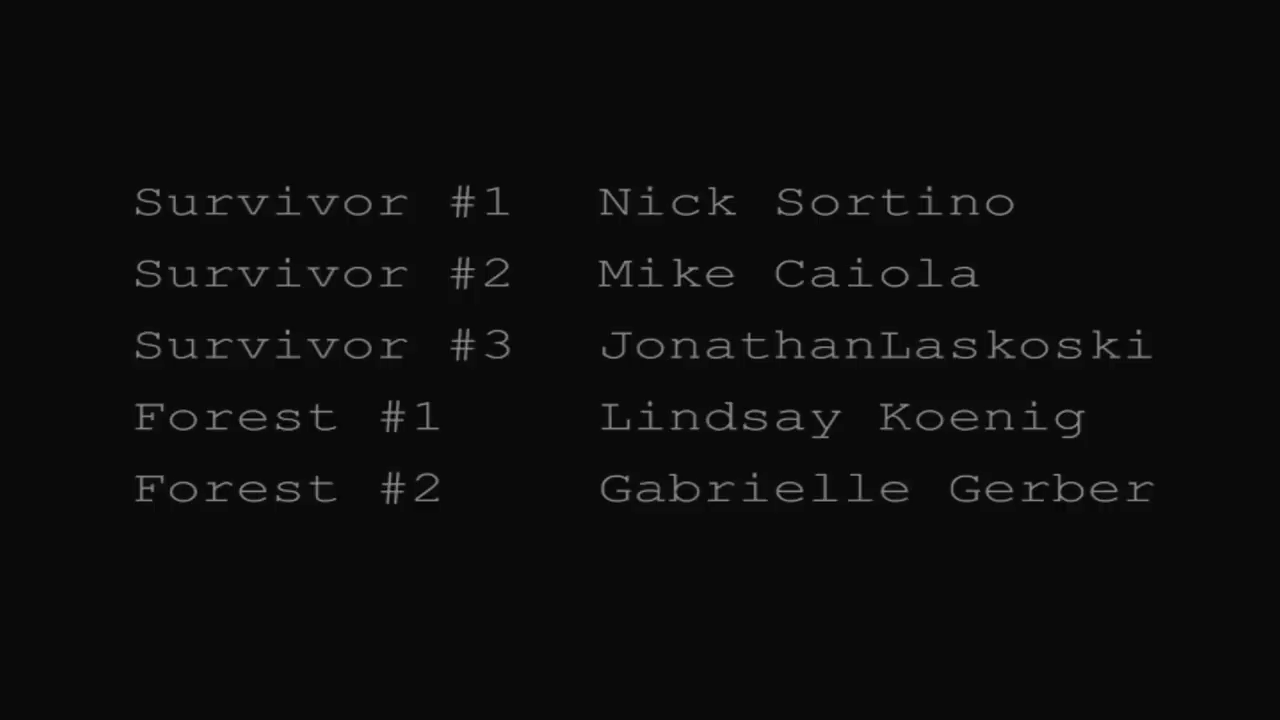 Survivor #1 Nick Sortino
Survivor #2 Mike Caiola
Survivor #3 JonathanLaskoski
Forest #1 Lindsay Koenig
Forest #2 Gabrielle Gerber